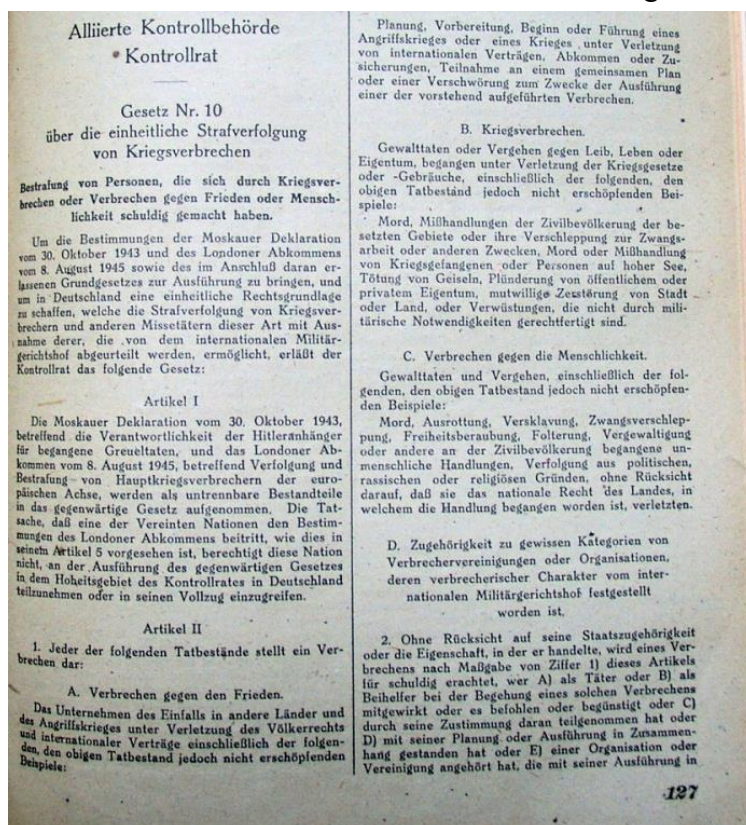 Alliierte Kontrollbehörde
Kontrollrat
Gesetz Nr. 10
über die einheitliche Strafverfolgung
von Kriegsverbrechen
Bestrafung von Personen, die sich durch Kriegsver-
brechen oder Verbrechen gegen Frieden oder Mensch-
lichkeit schuldig gemacht haben.
Um die Bestimmungen der Moskauer Deklaration
vom 30. Oktober 1943 und des Londoner Abkommens
vom 8. August 1945 sowie des im Anschluß daran er-
lassenen Grundgesetzes zur Ausführung zu bringen, und
um in Deutschland eine einheitliche Rechtsgrundlage
zu schaffen, welche die Strafverfolgung von Kriegsver-
brechern und anderen Missetätern dieser Art mit Aus-
nahme derer, die von dem internationalen Militär-
gerichtshof abgeurteilt werden, ermöglicht, erläßt der
Kontrollrat das folgende Gesetz:
Artikel I
Die Moskauer Deklaration vom 30. Oktober 1943,
betreffend die Verantwortlichkeit der Hitleranhänger
für begangene Greueltaten, und das Londoner Ab-
kommen vom 8. August 1945, betreffend Verfolgung und
Bestrafung von Hauptkriegsverbrechern der euro-
päischen Achse, werden als untrennbare Bestandteile
in das gegenwärtige Gesetz aufgenommen. Die Tat-
sache, daß eine der Vereinten Nationen den Bestim-
mungen des Londoner Abkommens beitritt, wie dies in
seinem Artikel 5 vorgesehen ist, berechtigt diese Nation
nicht, an der Ausführung des gegenwärtigen Gesetzes
in dem Hoheitsgebiet des Kontrollrates in Deutschland
teilzunehmen oder in seinen Vollzug einzugreifen.
Artikel II
1. Jeder der folgenden Tatbestände stellt ein Ver-
brechen dar:
A. Verbrechen gegen den Frieden.
Das Unternehmen des Einfalls in andere Länder und
des Angriffskrieges unter Verletzung des Völkerrechts
und internationaler Verträge einschließlich der folgen-
den, den obigen Tatbestand jedoch nicht erschöpfenden
Beispiele:
Planung, Vorbereitung, Beginn oder Führung eines
Angriffskrieges oder eines Krieges unter Verletzung
von internationalen Verträgen, Abkommen oder Zu-
sicherungen, Teilnahme an einem gemeinsamen Plan
oder einer Verschwörung zum Zwecke der Ausführung
einer der vorstehend aufgeführten Verbrechen.
B. Kriegsverbrechen.
Gewalttaten oder Vergehen gegen Leib, Leben oder
Eigentum, begangen unter Verletzung der Kriegsgesetze
oder -Gebräuche, einschließlich der folgenden, den
obigen Tatbestand jedoch nicht erschöpfenden Bei-
spiele:
Mord, Mißhandlungen der Zivilbevölkerung der be-
setzten Gebiete oder ihre Verschleppung zur Zwangs-
arbeit oder anderen Zwecken, Mord oder Mißhandlung
von Kriegsgefangenen oder Personen auf hoher See,
Tötung von Geiseln, Plünderung von öffentlichem oder
privatem Eigentum, mutwillige Zerstörung von Stadt
oder Land, oder Verwüstungen, die nicht durch mili-
tärische Notwendigkeiten gerechtfertigt sind.
C. Verbrechen gegen die Menschlichkeit.
Gewalttaten und Vergehen, einschließlich der fol-
genden, den obigen Tatbestand jedoch nicht erschöpfen-
den Beispiele:
Mord, Ausrottung, Versklavung, Zwangsverschlep-
pung, Freiheitsberaubung, Folterung, Vergewaltigung
oder andere an der Zivilbevölkerung begangene un-
menschliche Handlungen, Verfolgung aus politischen,
rassischen oder religiösen Gründen, ohne Rücksicht
darauf, daß sie das nationale Recht des Landes, in
welchem die Handlung begangen worden ist, verletzten.
D. Zugehörigkeit zu gewissen Kategorien von
Verbrechervereinigungen oder Organisationen,
deren verbrecherischer Charakter vom inter-
nationalen Militärgerichtshof festgestellt
worden ist.
2. Ohne Rücksicht auf seine Staatszugehörigkeit
oder die Eigenschaft, in der er handelte, wird eines Ver-
brechens nach Maßgabe von Ziffer 1) dieses Artikels
für schuldig erachtet, wer A) als Täter oder B) als
Beihelfer bei der Begehung eines solchen Verbrechens
mitgewirkt oder es befohlen oder begünstigt oder C)
durch seine Zustimmung daran teilgenommen hat oder
D) mit seiner Planung oder Ausführung in Zusammen-
hang gestanden hat oder E) einer Organisation oder
Vereinigung angehört hat, die mit seiner Ausführung in
127